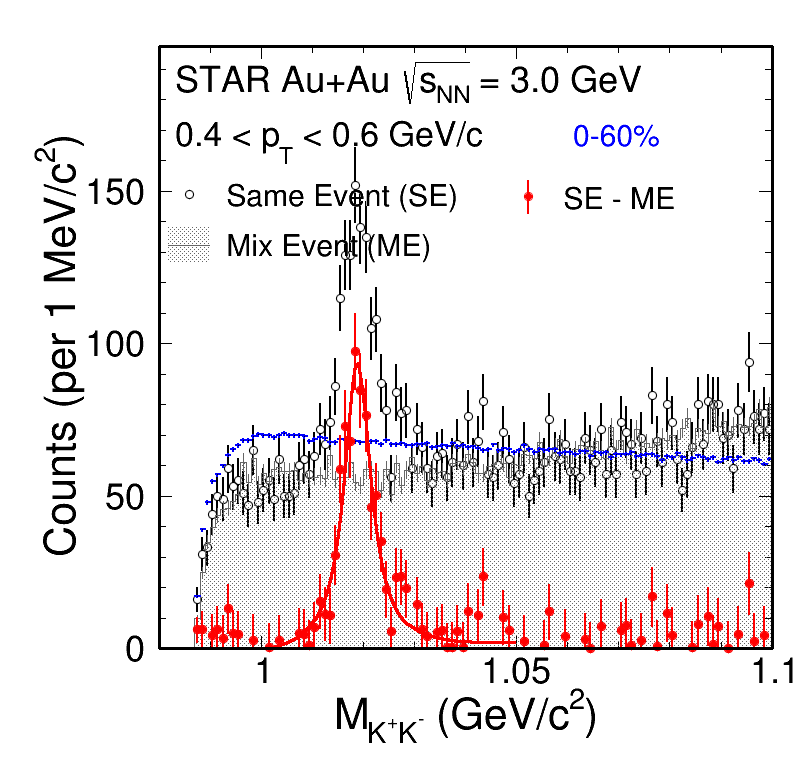 STAR Au+Au √s_NN = 3.0 GeV
0.4 < p_T < 0.6 GeV/c 0-60%
Same Event (SE) SE - ME
Mix Event (ME)
Counts (per 1 MeV/c²)
150
100
50
0
1 1.05 1.1
M_K⁺K⁻ (GeV/c²)